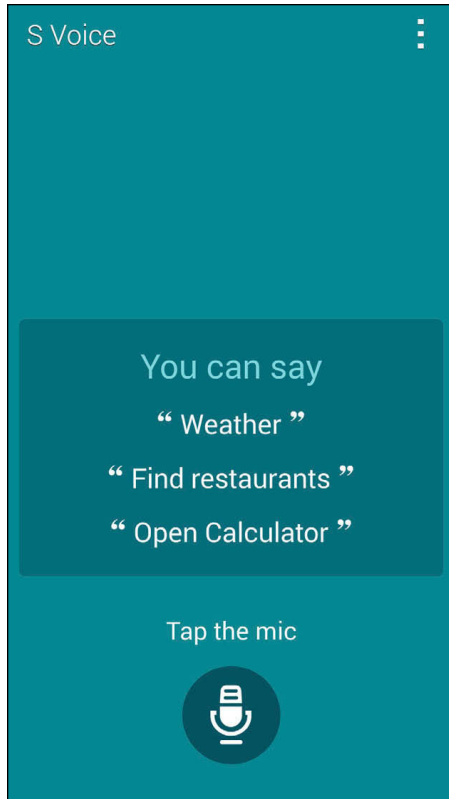 S Voice
You can say
“ Weather ”
“ Find restaurants ”
“ Open Calculator ”
Tap the mic